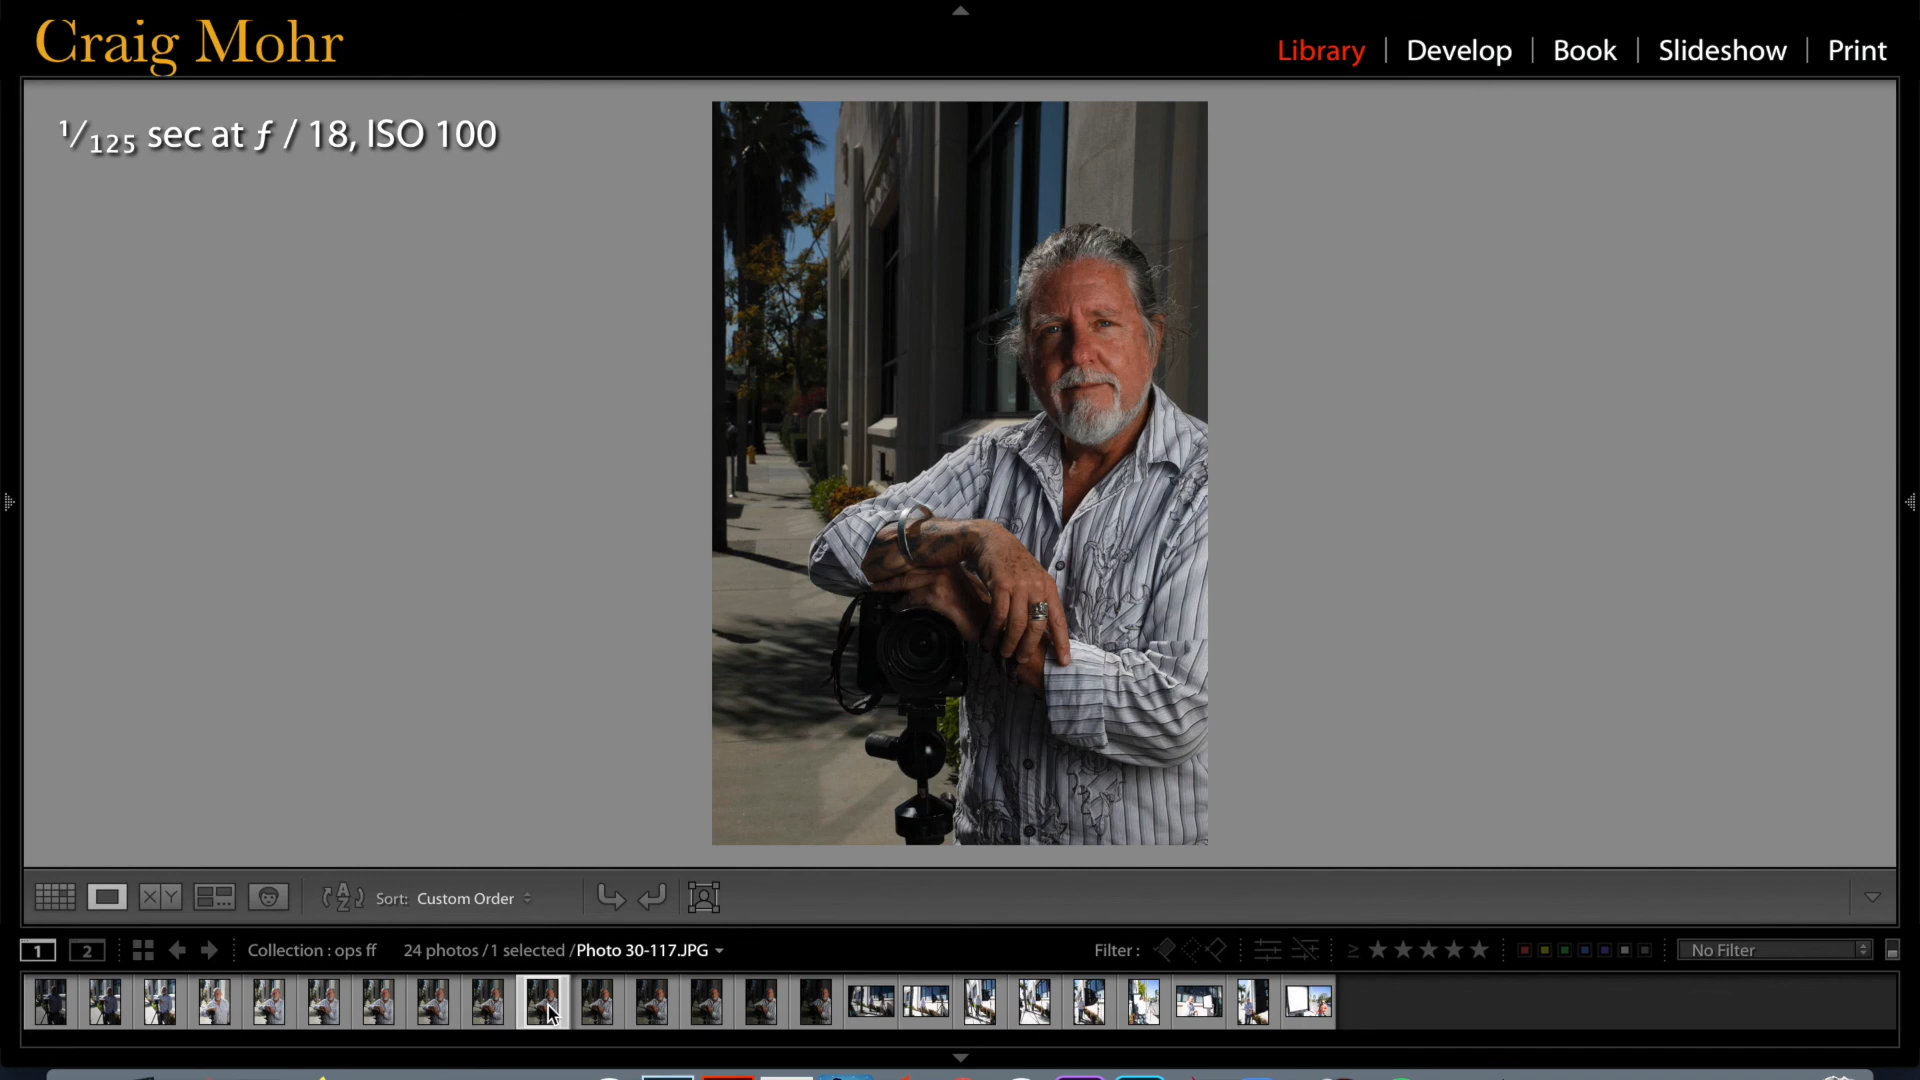 Craig Mohr
Library | Develop | Book | Slideshow | Print
1/125 sec at ƒ / 18, ISO 100
Sort: Custom Order
1 2 Collection : ops ff 24 photos / 1 selected / Photo 30-117.JPG Filter : ≥ ★★★★★ No Filter